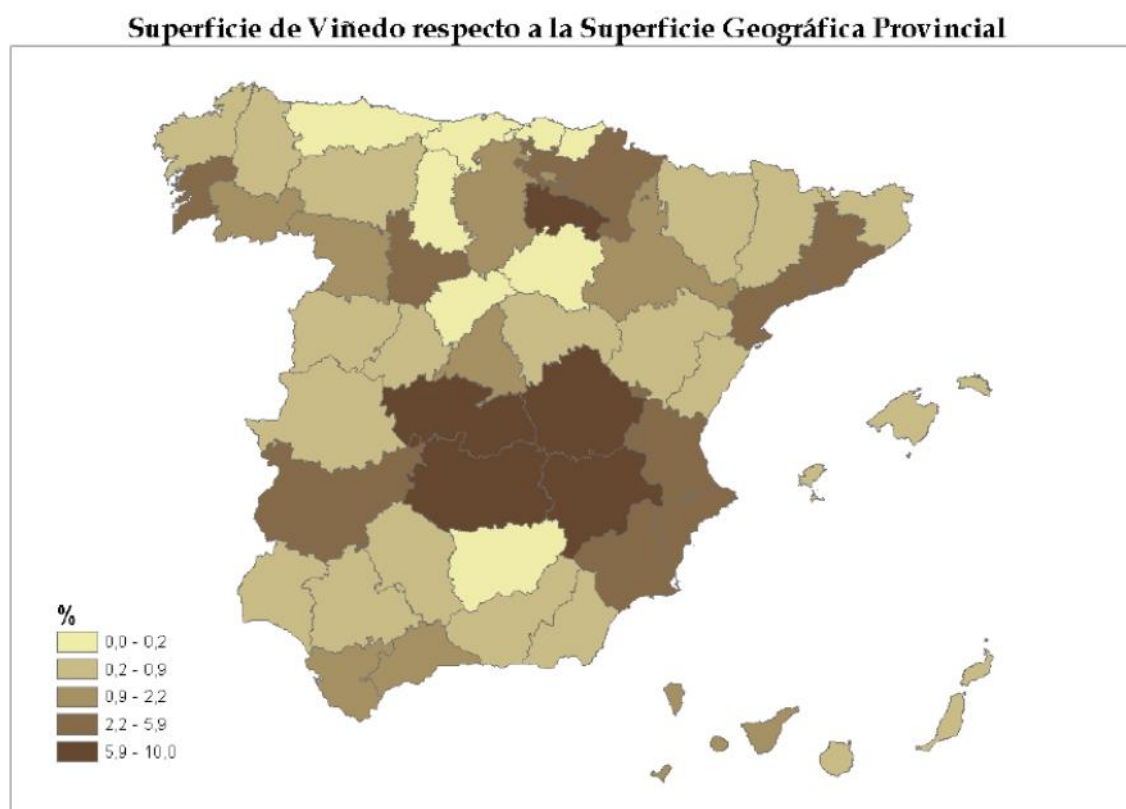 Superficie de Viñedo respecto a la Superficie Geográfica Provincial
%
0,0 - 0,2
0,2 - 0,9
0,9 - 2,2
2,2 - 5,9
5,9 - 10,0